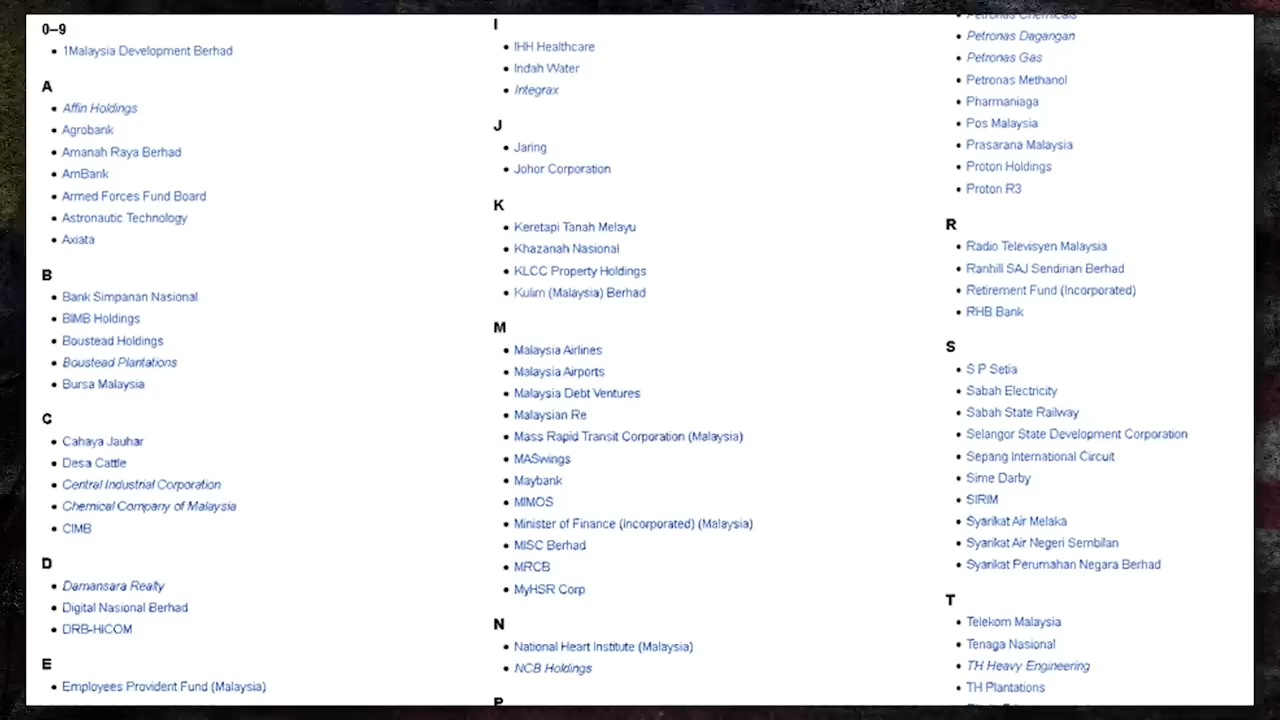 0–9
1Malaysia Development Berhad
A
Affin Holdings
Agrobank
Amanah Raya Berhad
AmBank
Armed Forces Fund Board
Astronautic Technology
Axiata
B
Bank Simpanan Nasional
BIMB Holdings
Boustead Holdings
Boustead Plantations
Bursa Malaysia
C
Cahaya Jauhar
Desa Cattle
Central Industrial Corporation
Chemical Company of Malaysia
CIMB
D
Damansara Realty
Digital Nasional Berhad
DRB-HICOM
E
Employees Provident Fund (Malaysia)
I
IHH Healthcare
Indah Water
Integrax
J
Jaring
Johor Corporation
K
Keretapi Tanah Melayu
Khazanah Nasional
KLCC Property Holdings
Kulim (Malaysia) Berhad
M
Malaysia Airlines
Malaysia Airports
Malaysia Debt Ventures
Malaysian Re
Mass Rapid Transit Corporation (Malaysia)
MASwings
Maybank
MIMOS
Minister of Finance (Incorporated) (Malaysia)
MISC Berhad
MRCB
MyHSR Corp
N
National Heart Institute (Malaysia)
NCB Holdings
P
Petronas Chemicals
Petronas Dagangan
Petronas Gas
Petronas Methanol
Pharmaniaga
Pos Malaysia
Prasarana Malaysia
Proton Holdings
Proton R3
R
Radio Televisyen Malaysia
Ranhill SAJ Sendirian Berhad
Retirement Fund (Incorporated)
RHB Bank
S
S P Setia
Sabah Electricity
Sabah State Railway
Selangor State Development Corporation
Sepang International Circuit
Sime Darby
SIRIM
Syarikat Air Melaka
Syarikat Air Negeri Sembilan
Syarikat Perumahan Negara Berhad
T
Telekom Malaysia
Tenaga Nasional
TH Heavy Engineering
TH Plantations